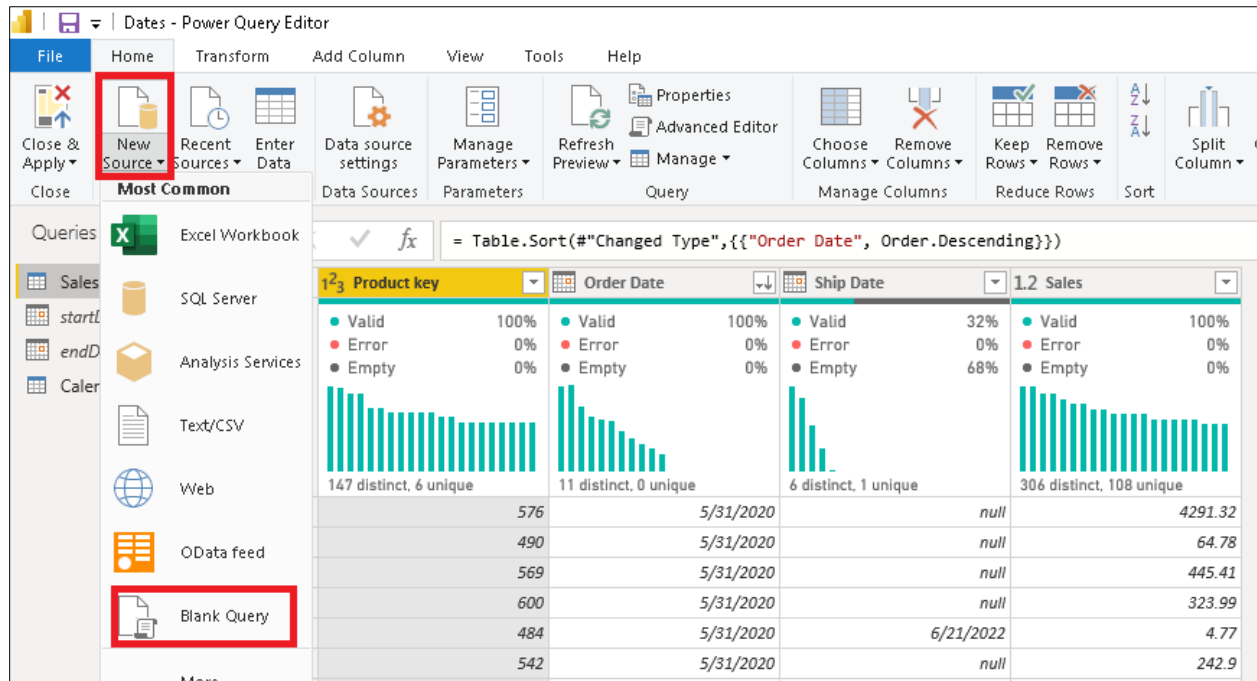 Dates - Power Query Editor
File Home Transform Add Column View Tools Help
Close & Apply
New Source
Recent Sources
Enter Data
Data source settings
Manage Parameters
Refresh Preview
Properties
Advanced Editor
Manage
Choose Columns
Remove Columns
Keep Rows
Remove Rows
A Z
Z A
Split Column
Close
Data Sources Parameters Query Manage Columns Reduce Rows Sort
Most Common
Excel Workbook
SQL Server
Analysis Services
Text/CSV
Web
OData feed
Blank Query
Queries
Sales
fx = Table.Sort(#"Changed Type",{{"Order Date", Order.Descending}})
123 Product key Order Date Ship Date 1.2 Sales
Valid 100% Valid 100% Valid 32% Valid 100%
Error 0% Error 0% Error 0% Error 0%
Empty 0% Empty 0% Empty 68% Empty 0%
147 distinct, 6 unique 11 distinct, 0 unique 6 distinct, 1 unique 306 distinct, 108 unique
576 5/31/2020 null 4291.32
490 5/31/2020 null 64.78
569 5/31/2020 null 445.41
600 5/31/2020 null 323.99
484 5/31/2020 6/21/2022 4.77
542 5/31/2020 null 242.9